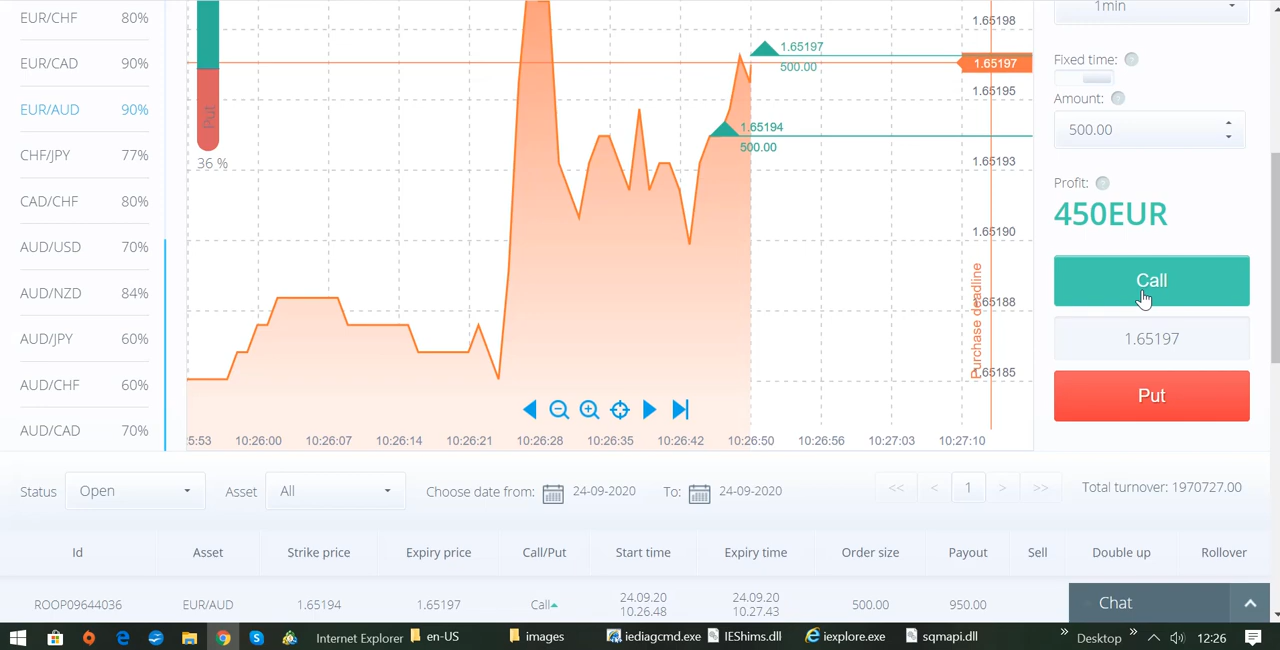 EUR/CHF 80%
EUR/CAD 90%
EUR/AUD 90%
CHF/JPY 77%
CAD/CHF 80%
AUD/USD 70%
AUD/NZD 84%
AUD/JPY 60%
AUD/CHF 60%
AUD/CAD 70%
Put
36 %
1.65197
500.00
1.65194
500.00
1.65198
1.65197
1.65195
1.65193
1.65190
1.65188
1.65185
Purchase deadline
5:53 10:26:00 10:26:07 10:26:14 10:26:21 10:26:28 10:26:35 10:26:42 10:26:50 10:26:56 10:27:03 10:27:10
1min
Fixed time: ?
Amount: ?
500.00
Profit: ?
450EUR
Call
1.65197
Put
Status Open Asset All Choose date from: 24-09-2020 To: 24-09-2020 << < 1 > >> Total turnover: 1970727.00
Id Asset Strike price Expiry price Call/Put Start time Expiry time Order size Payout Sell Double up Rollover
ROOP09644036 EUR/AUD 1.65194 1.65197 Call 24.09.20 10.26.48 24.09.20 10.27.43 500.00 950.00
Chat
Internet Explorer en-US images iediagcmd.exe IEShims.dll iexplore.exe sqmapi.dll » Desktop » 12:26